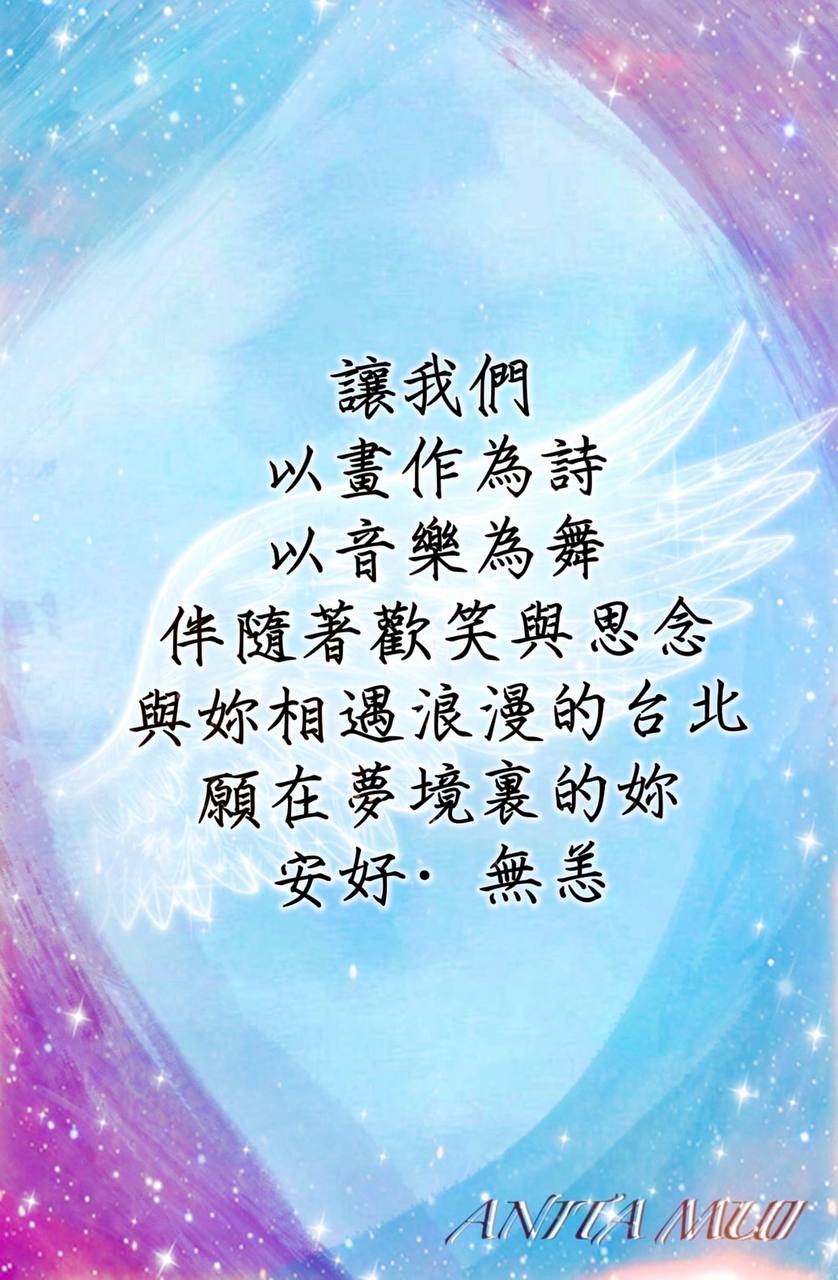 讓我們
以畫作為詩
以音樂為舞
伴隨著歡笑與思念
與妳相遇浪漫的台北
願在夢境裏的妳
安好· 無恙
ANITA MUI